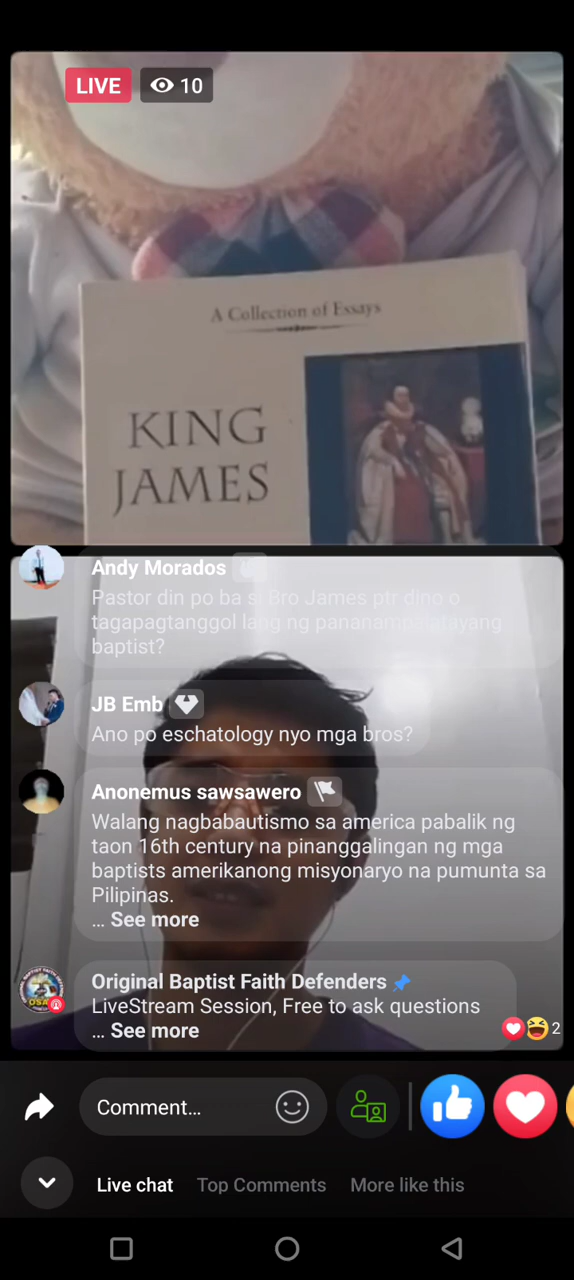 LIVE
10
A Collection of Essays
KING
JAMES
Andy Morados
Pastor din po ba si Bro James ptr dino o
tagapagtanggol lang ng pananampalatayang
baptist?
JB Emb
Ano po eschatology nyo mga bros?
Anonemus sawsawero
Walang nagbabautismo sa america pabalik ng
taon 16th century na pinanggalingan ng mga
baptists amerikanong misyonaryo na pumunta sa
Pilipinas.
... See more
Original Baptist Faith Defenders
LiveStream Session, Free to ask questions
... See more
2
Comment...
Live chat
Top Comments
More like this